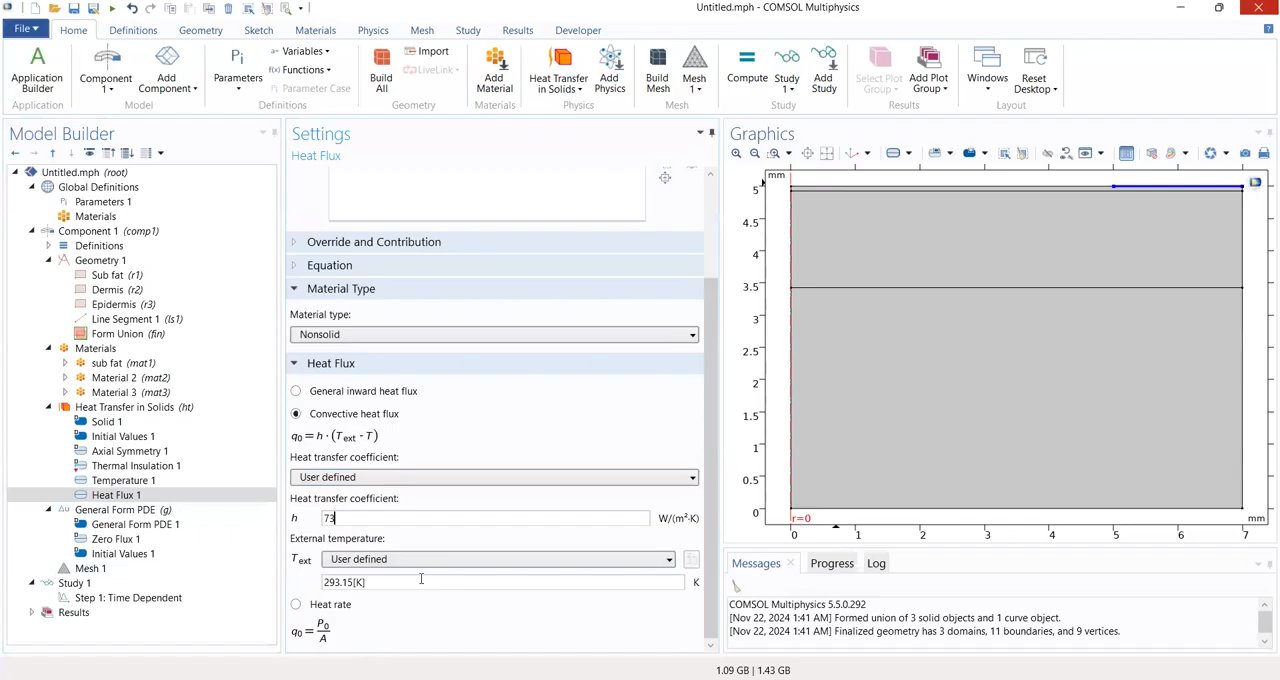 Untitled.mph - COMSOL Multiphysics
File
Home
Definitions
Geometry
Sketch
Materials
Physics
Mesh
Study
Results
Developer
Application Builder
Application
Component 1
Add Component
Model
Parameters
a= Variables
f(x) Functions
Parameter Case
Definitions
Build All
Import
LiveLink
Geometry
Add Material
Materials
Heat Transfer in Solids
Add Physics
Physics
Build Mesh
Mesh 1
Mesh
Compute
Study 1
Add Study
Study
Select Plot Group
Add Plot Group
Results
Windows
Reset Desktop
Layout
Model Builder
Untitled.mph (root)
Global Definitions
Parameters 1
Materials
Component 1 (comp1)
Definitions
Geometry 1
Sub fat (r1)
Dermis (r2)
Epidermis (r3)
Line Segment 1 (ls1)
Form Union (fin)
Materials
sub fat (mat1)
Material 2 (mat2)
Material 3 (mat3)
Heat Transfer in Solids (ht)
Solid 1
Initial Values 1
Axial Symmetry 1
Thermal Insulation 1
Temperature 1
Heat Flux 1
General Form PDE (g)
General Form PDE 1
Zero Flux 1
Initial Values 1
Mesh 1
Study 1
Step 1: Time Dependent
Results
Settings
Heat Flux
Override and Contribution
Equation
Material Type
Material type:
Nonsolid
Heat Flux
General inward heat flux
Convective heat flux
q₀ = h · (Text - T)
Heat transfer coefficient:
User defined
Heat transfer coefficient:
h 73 W/(m²·K)
External temperature:
Text User defined
293.15[K] K
Heat rate
q₀ = P₀/A
Graphics
mm
5
4.5
4
3.5
3
2.5
2
1.5
1
0.5
0
r=0
mm
0 1 2 3 4 5 6 7
Messages
Progress
Log
COMSOL Multiphysics 5.5.0.292
[Nov 22, 2024 1:41 AM] Formed union of 3 solid objects and 1 curve object.
[Nov 22, 2024 1:41 AM] Finalized geometry has 3 domains, 11 boundaries, and 9 vertices.
1.09 GB | 1.43 GB